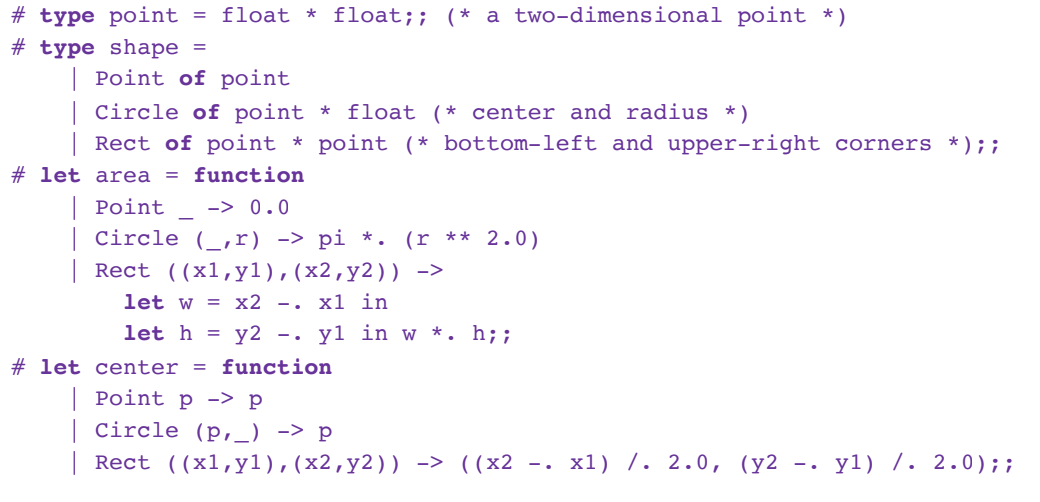 # type point = float * float;; (* a two-dimensional point *)
# type shape =
    | Point of point
    | Circle of point * float (* center and radius *)
    | Rect of point * point (* bottom-left and upper-right corners *);;
# let area = function
    | Point _ -> 0.0
    | Circle (_,r) -> pi *. (r ** 2.0)
    | Rect ((x1,y1),(x2,y2)) ->
        let w = x2 -. x1 in
        let h = y2 -. y1 in w *. h;;
# let center = function
    | Point p -> p
    | Circle (p,_) -> p
    | Rect ((x1,y1),(x2,y2)) -> ((x2 -. x1) /. 2.0, (y2 -. y1) /. 2.0);;